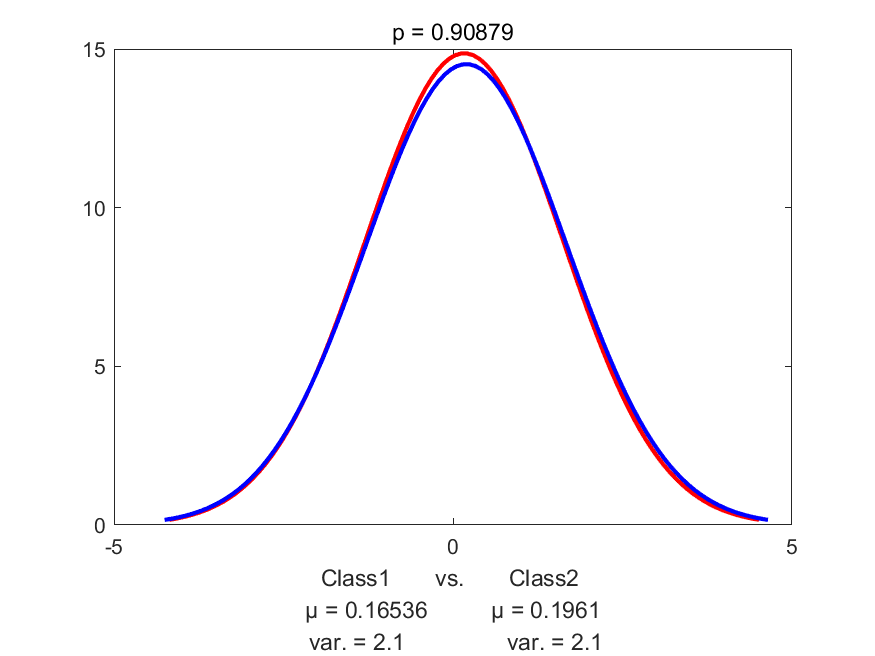 p = 0.90879
15
10
5
0
-5 0 5
Class1 vs. Class2
μ = 0.16536 μ = 0.1961
var. = 2.1 var. = 2.1